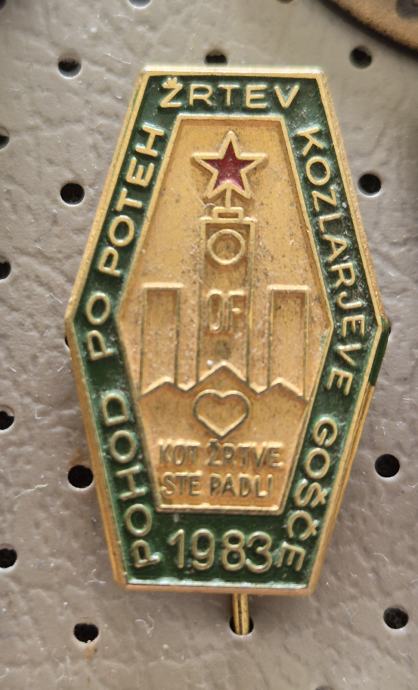 POHOD PO POTEH ŽRTEV KOZLARJEVE GOŠČE
1983
OF
KOT ŽRTVE
STE PADLI